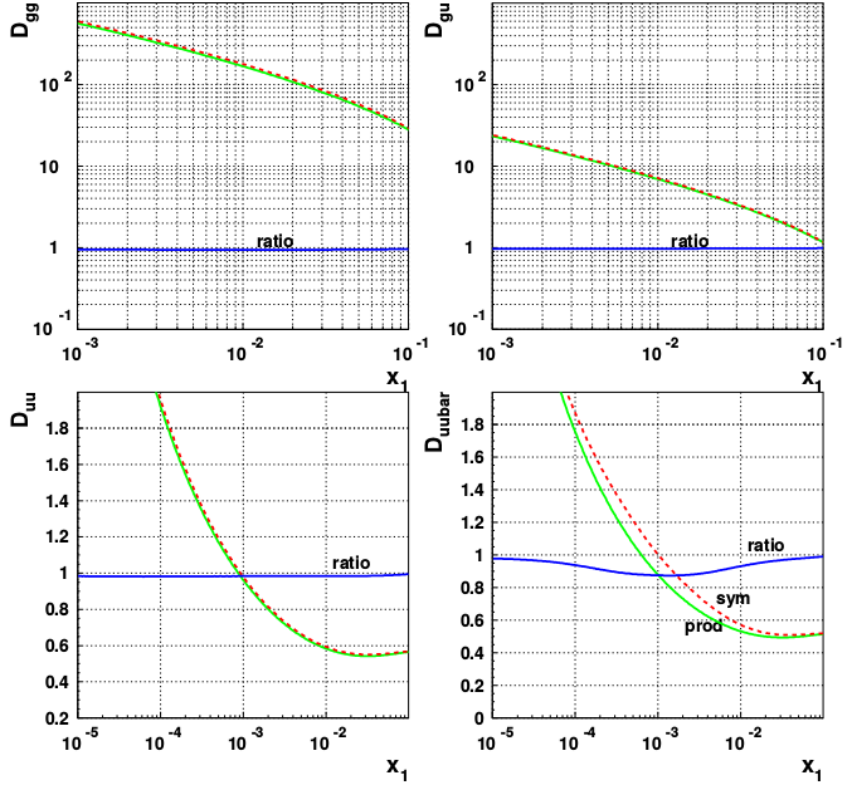 D_gg
10^2
10
1
10^-1
ratio
10^-3
10^-2
10^-1
x_1
D_gu
10^2
10
1
10^-1
ratio
10^-3
10^-2
10^-1
x_1
D_uu
1.8
1.6
1.4
1.2
1
0.8
0.6
0.4
0.2
ratio
10^-5
10^-4
10^-3
10^-2
x_1
D_uubar
1.8
1.6
1.4
1.2
1
0.8
0.6
0.4
0.2
0
ratio
sym
prod
10^-5
10^-4
10^-3
10^-2
x_1